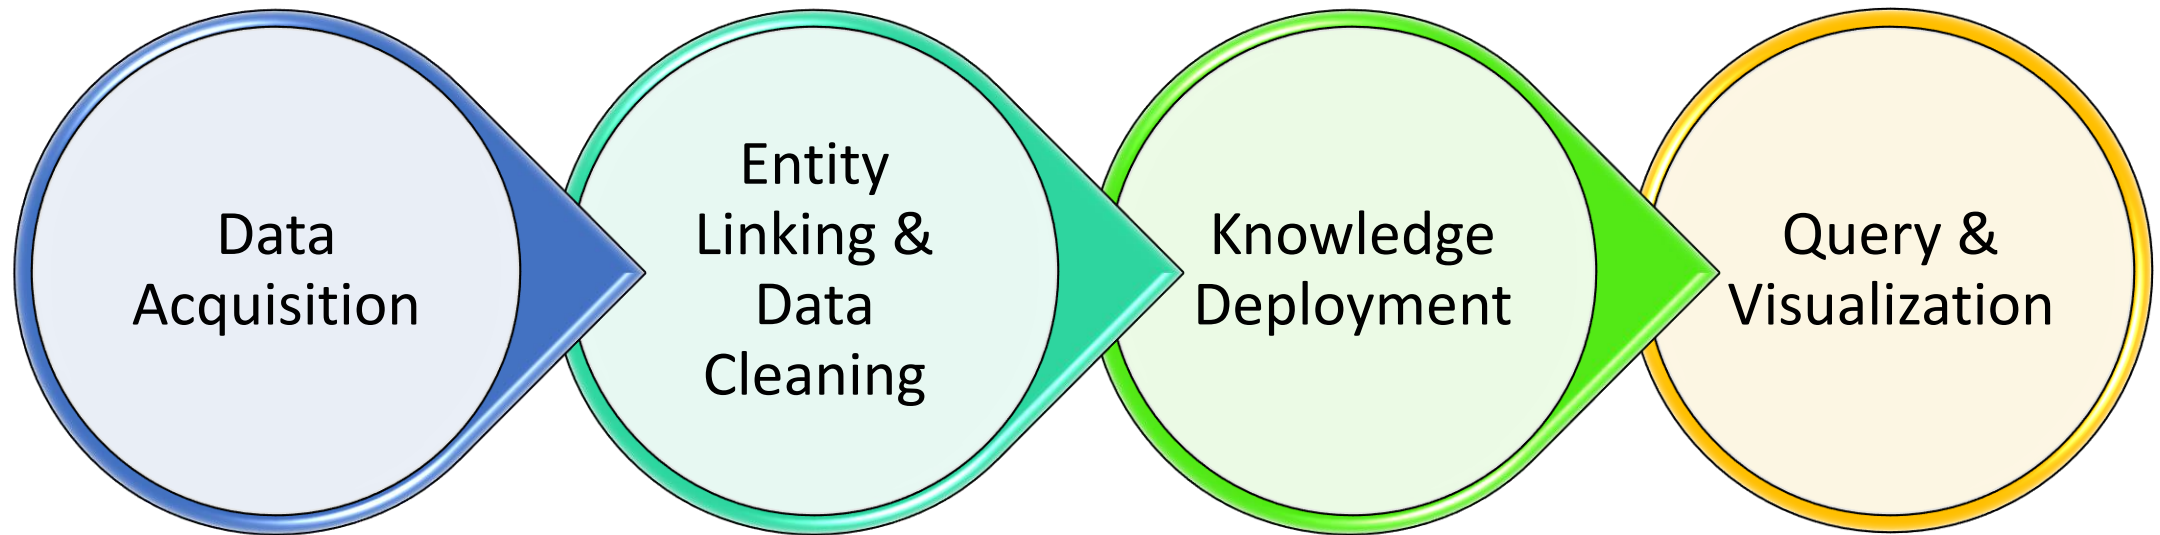 Data
Acquisition
Entity
Linking &
Data
Cleaning
Knowledge
Deployment
Query &
Visualization